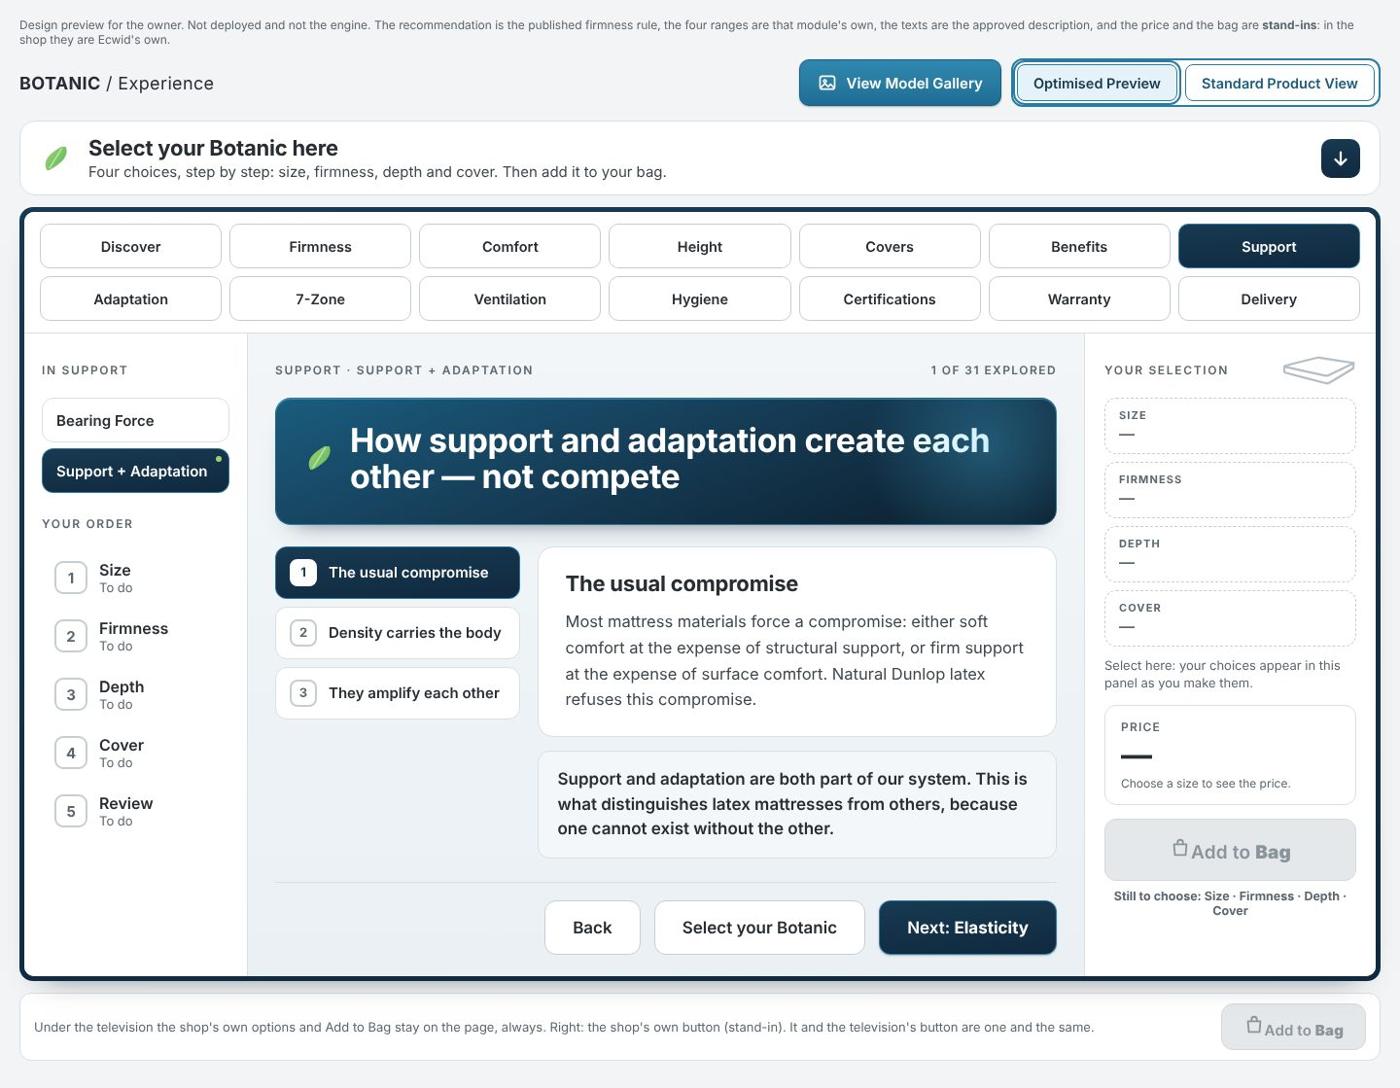 Design preview for the owner. Not deployed and not the engine. The recommendation is the published firmness rule, the four ranges are that module's own, the texts are the approved description, and the price and the bag are stand-ins: in the
shop they are Ecwid's own.
BOTANIC / Experience
View Model Gallery
Optimised Preview
Standard Product View
Select your Botanic here
Four choices, step by step: size, firmness, depth and cover. Then add it to your bag.
Discover
Firmness
Comfort
Height
Covers
Benefits
Support
Adaptation
7-Zone
Ventilation
Hygiene
Certifications
Warranty
Delivery
IN SUPPORT
Bearing Force
Support + Adaptation
YOUR ORDER
1
Size
To do
2
Firmness
To do
3
Depth
To do
4
Cover
To do
5
Review
To do
SUPPORT · SUPPORT + ADAPTATION
1 OF 31 EXPLORED
How support and adaptation create each
other — not compete
1
The usual compromise
2
Density carries the body
3
They amplify each other
The usual compromise
Most mattress materials force a compromise: either soft
comfort at the expense of structural support, or firm support
at the expense of surface comfort. Natural Dunlop latex
refuses this compromise.
Support and adaptation are both part of our system. This is
what distinguishes latex mattresses from others, because
one cannot exist without the other.
Back
Select your Botanic
Next: Elasticity
YOUR SELECTION
SIZE
—
FIRMNESS
—
DEPTH
—
COVER
—
Select here: your choices appear in this
panel as you make them.
PRICE
—
Choose a size to see the price.
Add to Bag
Still to choose: Size · Firmness · Depth ·
Cover
Under the television the shop's own options and Add to Bag stay on the page, always. Right: the shop's own button (stand-in). It and the television's button are one and the same.
Add to Bag